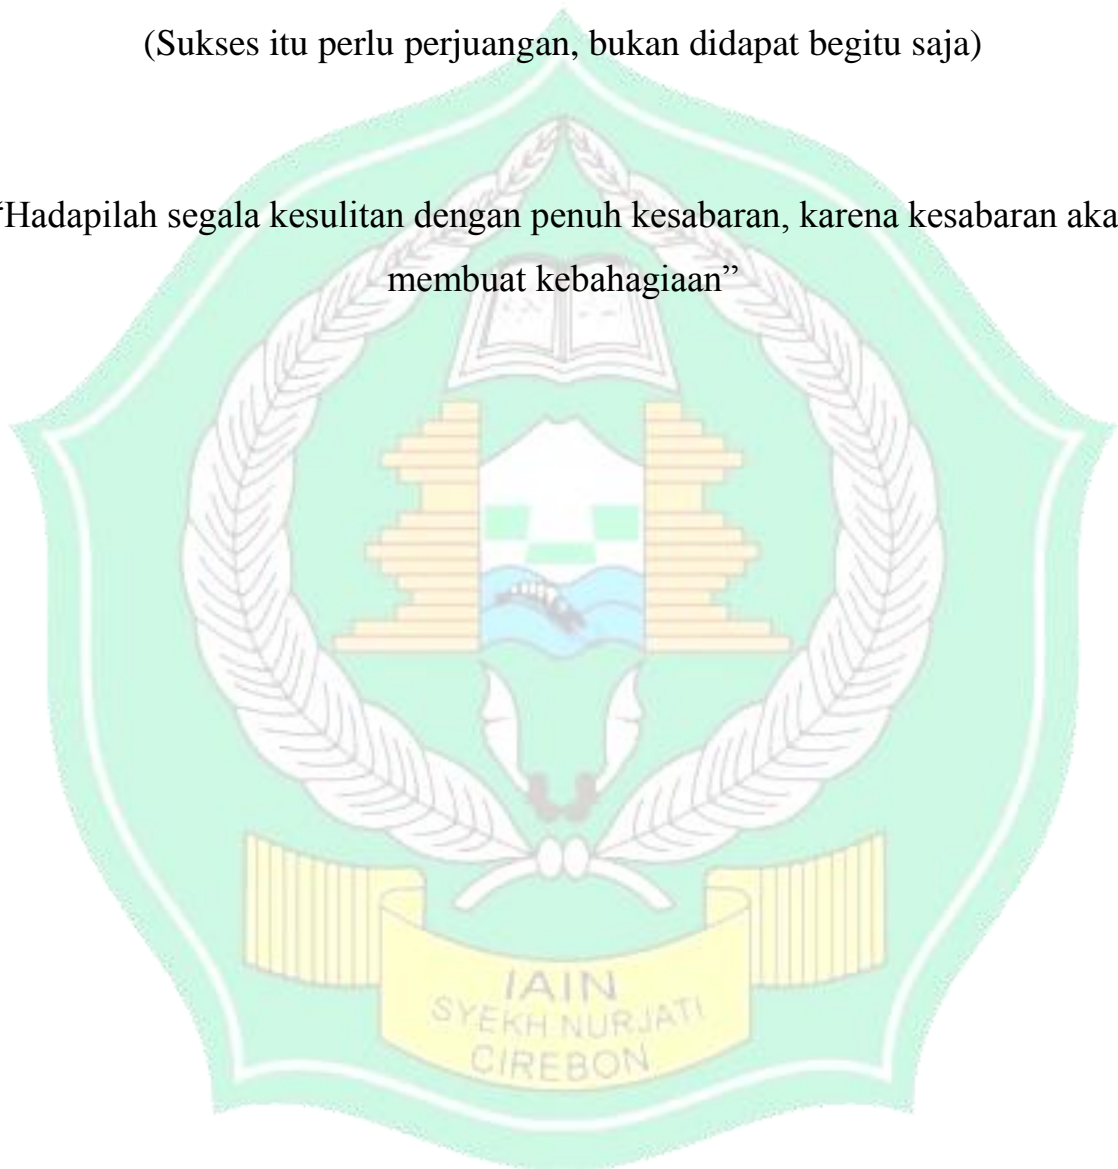 (Sukses itu perlu perjuangan, bukan didapat begitu saja)
“Hadapilah segala kesulitan dengan penuh kesabaran, karena kesabaran aka
membuat kebahagiaan”
IAIN
SYEKH NURJATI
CIREBON